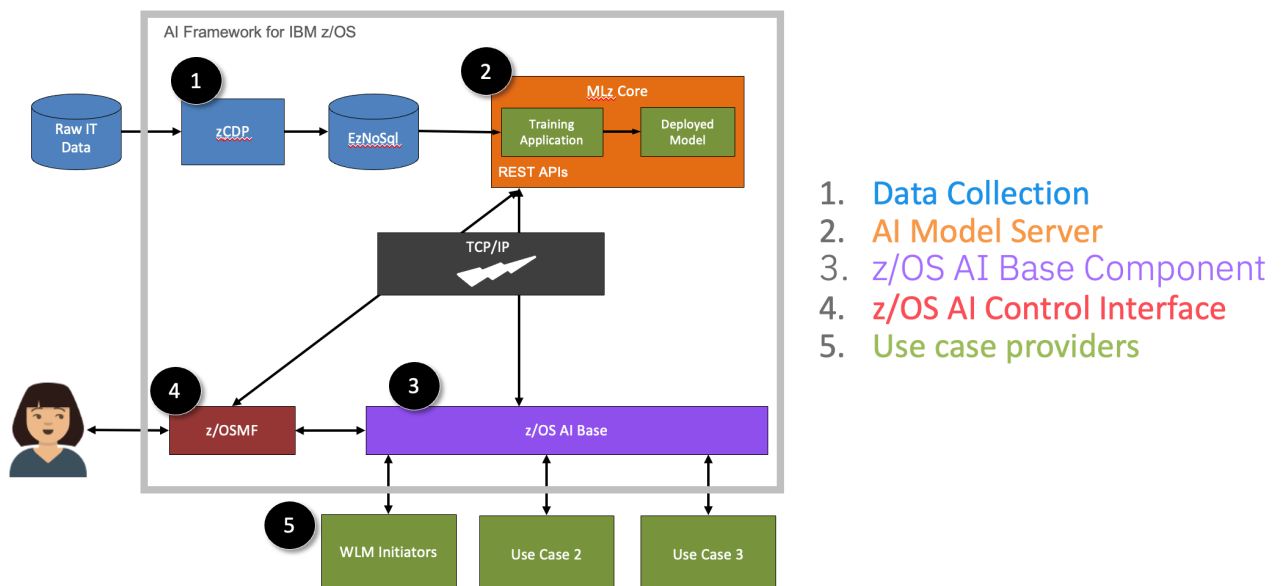 AI Framework for IBM z/OS
1
2
Raw IT
Data
zCDP
EzNoSql
MLz Core
Training
Application
Deployed
Model
REST APIs
TCP/IP
4
3
z/OSMF
z/OS AI Base
5
WLM Initiators
Use Case 2
Use Case 3
1. Data Collection
2. AI Model Server
3. z/OS AI Base Component
4. z/OS AI Control Interface
5. Use case providers